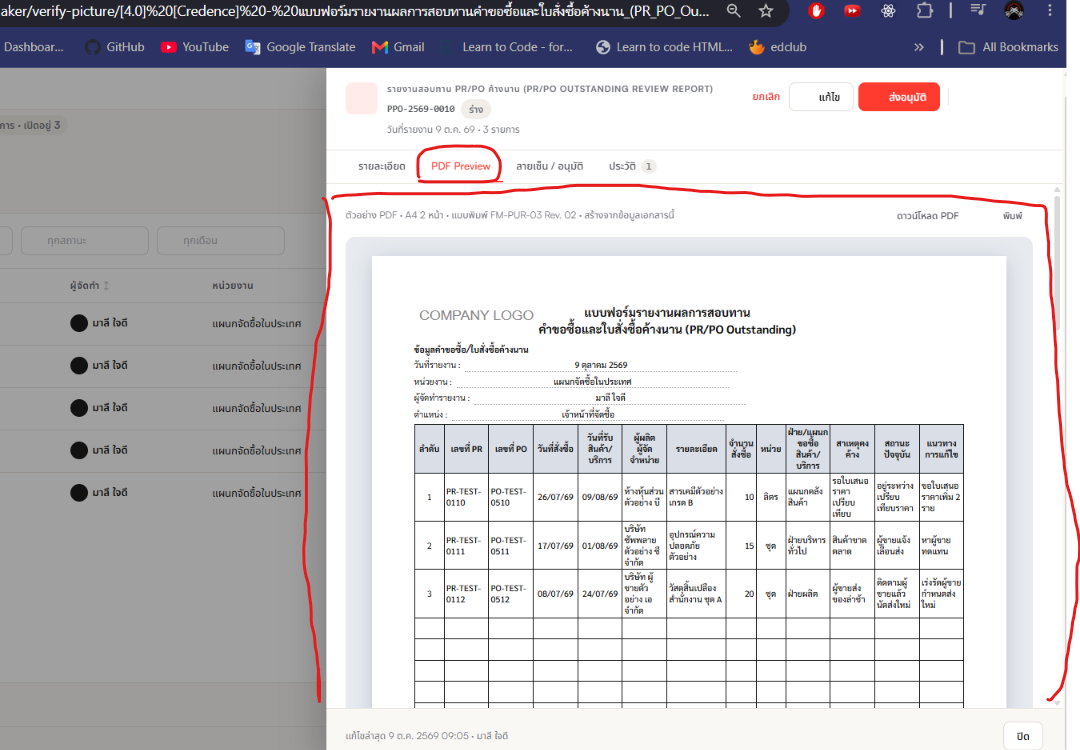 aker/verify-picture/[4.0]%20[Credence]%20-%20แบบฟอร์มรายงานผลการสอบทานคำขอซื้อและใบสั่งซื้อค้างนาน_(PR_PO_Ou...
Dashboar... GitHub YouTube Google Translate Gmail Learn to Code - for... Learn to code HTML... edclub » All Bookmarks
รายงานสอบทาน PR/PO ค้างนาน (PR/PO OUTSTANDING REVIEW REPORT)
PPO-2569-0010 ร่าง
วันที่รายงาน 9 ต.ค. 69 • 3 รายการ
ยกเลิก แก้ไข ส่งอนุมัติ
การ • เปิดอยู่ 3
รายละเอียด PDF Preview ลายเซ็น / อนุมัติ ประวัติ 1
ตัวอย่าง PDF • A4 2 หน้า • แบบพิมพ์ FM-PUR-03 Rev. 02 • สร้างจากข้อมูลเอกสารนี้
ดาวน์โหลด PDF พิมพ์
ทุกสถานะ ทุกเดือน
ผู้จัดทำ หน่วยงาน
มาลี ใจดี แผนกจัดซื้อในประเทศ
มาลี ใจดี แผนกจัดซื้อในประเทศ
มาลี ใจดี แผนกจัดซื้อในประเทศ
มาลี ใจดี แผนกจัดซื้อในประเทศ
มาลี ใจดี แผนกจัดซื้อในประเทศ
COMPANY LOGO
แบบฟอร์มรายงานผลการสอบทาน
คำขอซื้อและใบสั่งซื้อค้างนาน (PR/PO Outstanding)
ข้อมูลคำขอซื้อ/ใบสั่งซื้อค้างนาน
วันที่รายงาน : 9 ตุลาคม 2569
หน่วยงาน : แผนกจัดซื้อในประเทศ
ผู้จัดทำรายงาน : มาลี ใจดี
ตำแหน่ง : เจ้าหน้าที่จัดซื้อ
ลำดับ เลขที่ PR เลขที่ PO วันที่สั่งซื้อ วันที่รับสินค้า/บริการ ผู้ผลิต ผู้จัดจำหน่าย รายละเอียด จำนวนสั่งซื้อ หน่วย ฝ่าย/แผนก ขอซื้อสินค้า/บริการ สาเหตุคงค้าง สถานะปัจจุบัน แนวทางการแก้ไข
1 PR-TEST-0110 PO-TEST-0510 26/07/69 09/08/69 ห้างหุ้นส่วนตัวอย่าง บี สารเคมีตัวอย่าง เกรด B 10 ลิตร แผนกคลังสินค้า รอใบเสนอราคาเปรียบเทียบ อยู่ระหว่างเปรียบเทียบราคา ขอใบเสนอราคาเพิ่ม 2 ราย
2 PR-TEST-0111 PO-TEST-0511 17/07/69 01/08/69 บริษัท ซัพพลายตัวอย่าง ซี จำกัด อุปกรณ์ความปลอดภัยตัวอย่าง 15 ชุด ฝ่ายบริหารทั่วไป สินค้าขาดตลาด ผู้ขายแจ้งเลื่อนส่ง หาผู้ขายทดแทน
3 PR-TEST-0112 PO-TEST-0512 08/07/69 24/07/69 บริษัท ผู้ขายตัวอย่าง เอ จำกัด วัสดุสิ้นเปลืองสำนักงาน ชุด A 20 ชุด ฝ่ายผลิต ผู้ขายส่งของล่าช้า ติดตามผู้ขายแล้ว นัดส่งใหม่ เร่งรัดผู้ขาย กำหนดส่งใหม่
แก้ไขล่าสุด 9 ต.ค. 2569 09:05 • มาลี ใจดี
ปิด